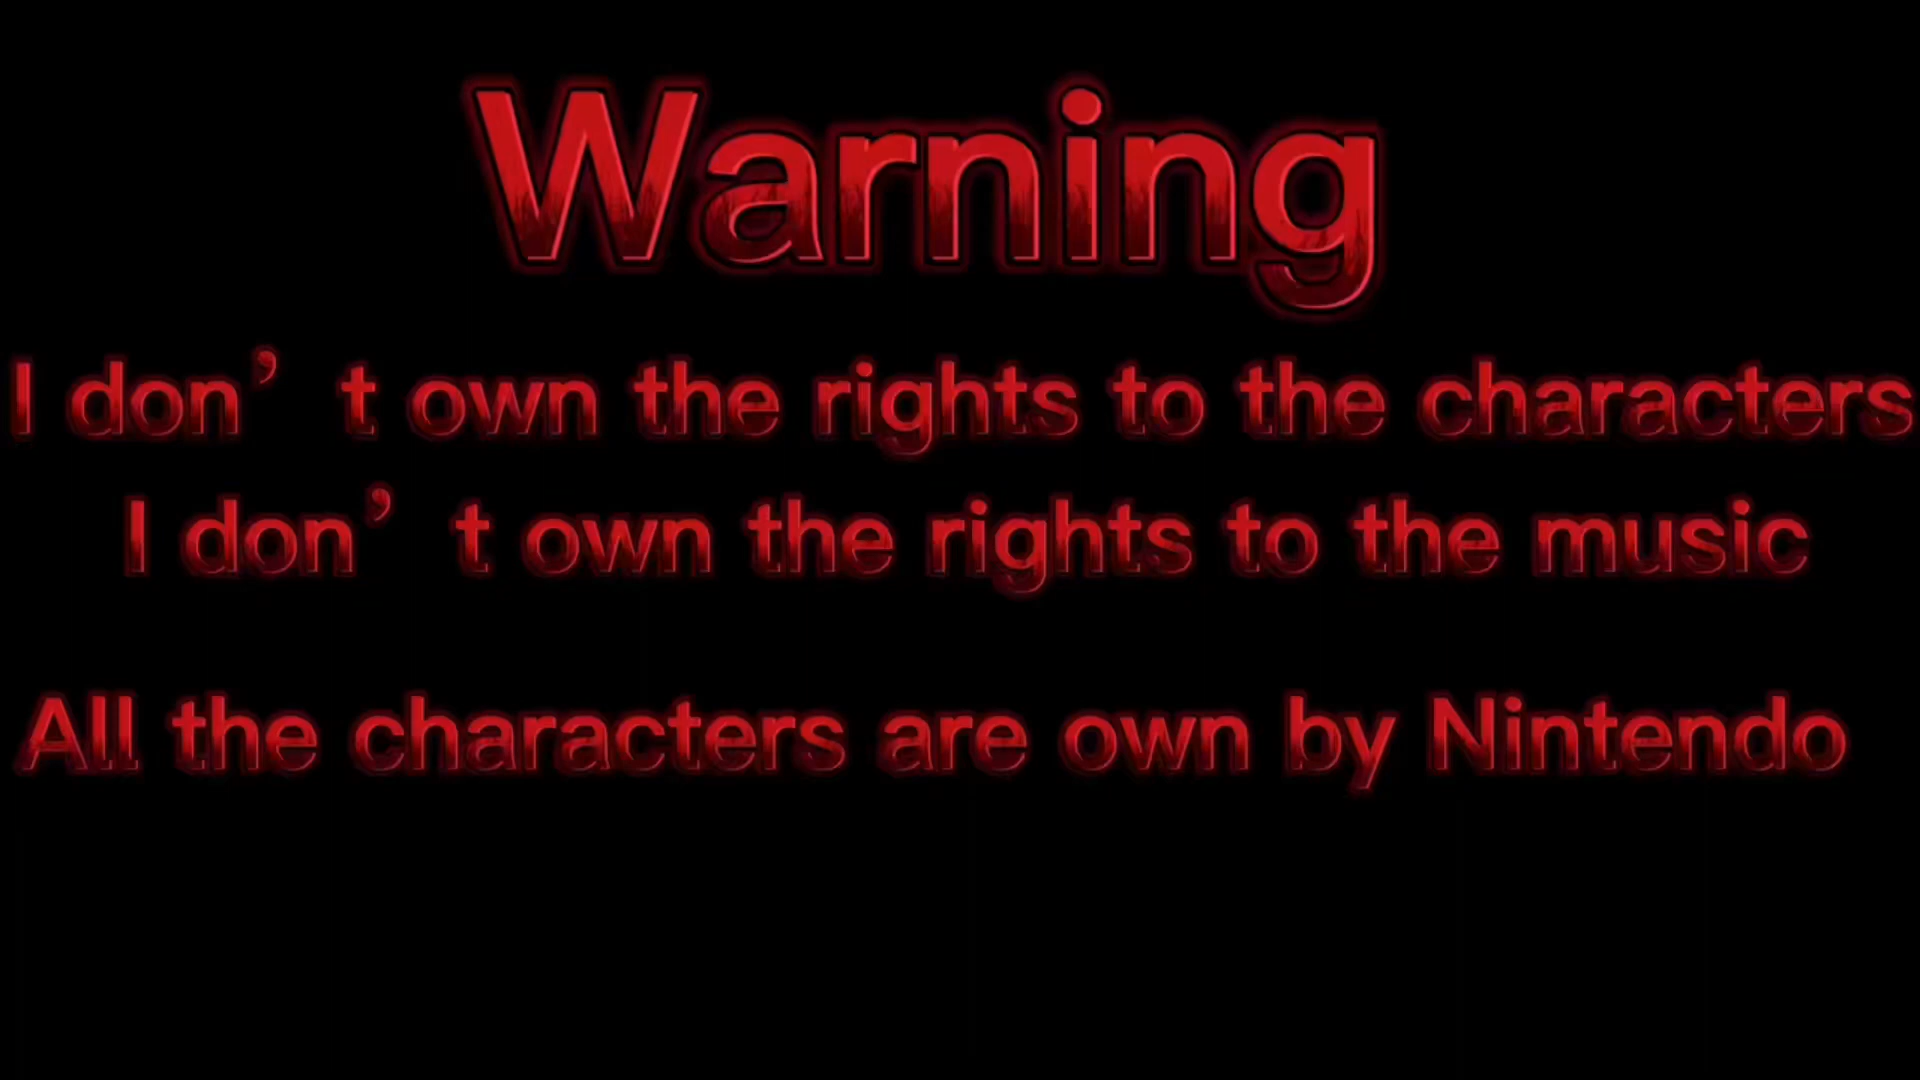 Warning
I don’t own the rights to the characters
I don’t own the rights to the music
All the characters are own by Nintendo